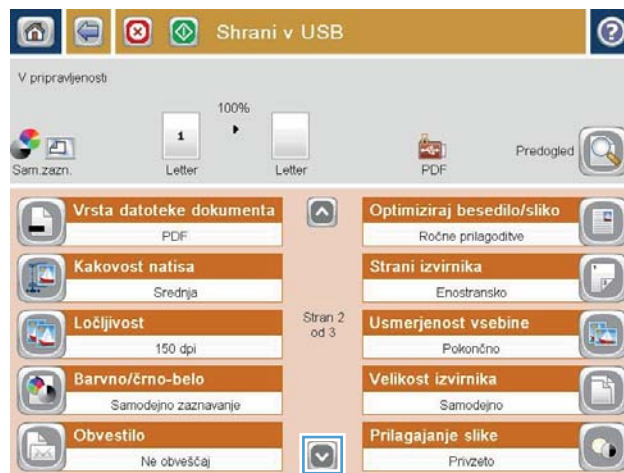 Shrani v USB
V pripravljenosti
100%
1
Sam.zazn.
Letter
Letter
PDF
Predogled
Vrsta datoteke dokumenta
PDF
Kakovost natisa
Srednja
Ločljivost
150 dpi
Barvno/črno-belo
Samodejno zaznavanje
Obvestilo
Ne obveščaj
Stran 2
od 3
Optimiziraj besedilo/sliko
Ročne prilagoditve
Strani izvirnika
Enostransko
Usmerjenost vsebine
Pokončno
Velikost izvirnika
Samodejno
Prilagajanje slike
Privzeto